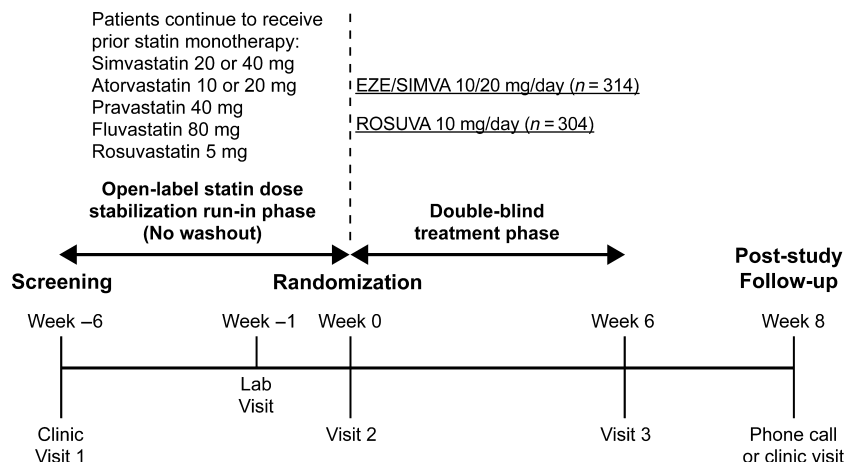 Patients continue to receive
prior statin monotherapy:
Simvastatin 20 or 40 mg
Atorvastatin 10 or 20 mg
Pravastatin 40 mg
Fluvastatin 80 mg
Rosuvastatin 5 mg
EZE/SIMVA 10/20 mg/day (n = 314)
ROSUVA 10 mg/day (n = 304)
Open-label statin dose
stabilization run-in phase
(No washout)
Double-blind
treatment phase
Screening
Randomization
Post-study
Follow-up
Week –6
Week –1
Week 0
Week 6
Week 8
Lab
Visit
Clinic
Visit 1
Visit 2
Visit 3
Phone call
or clinic visit